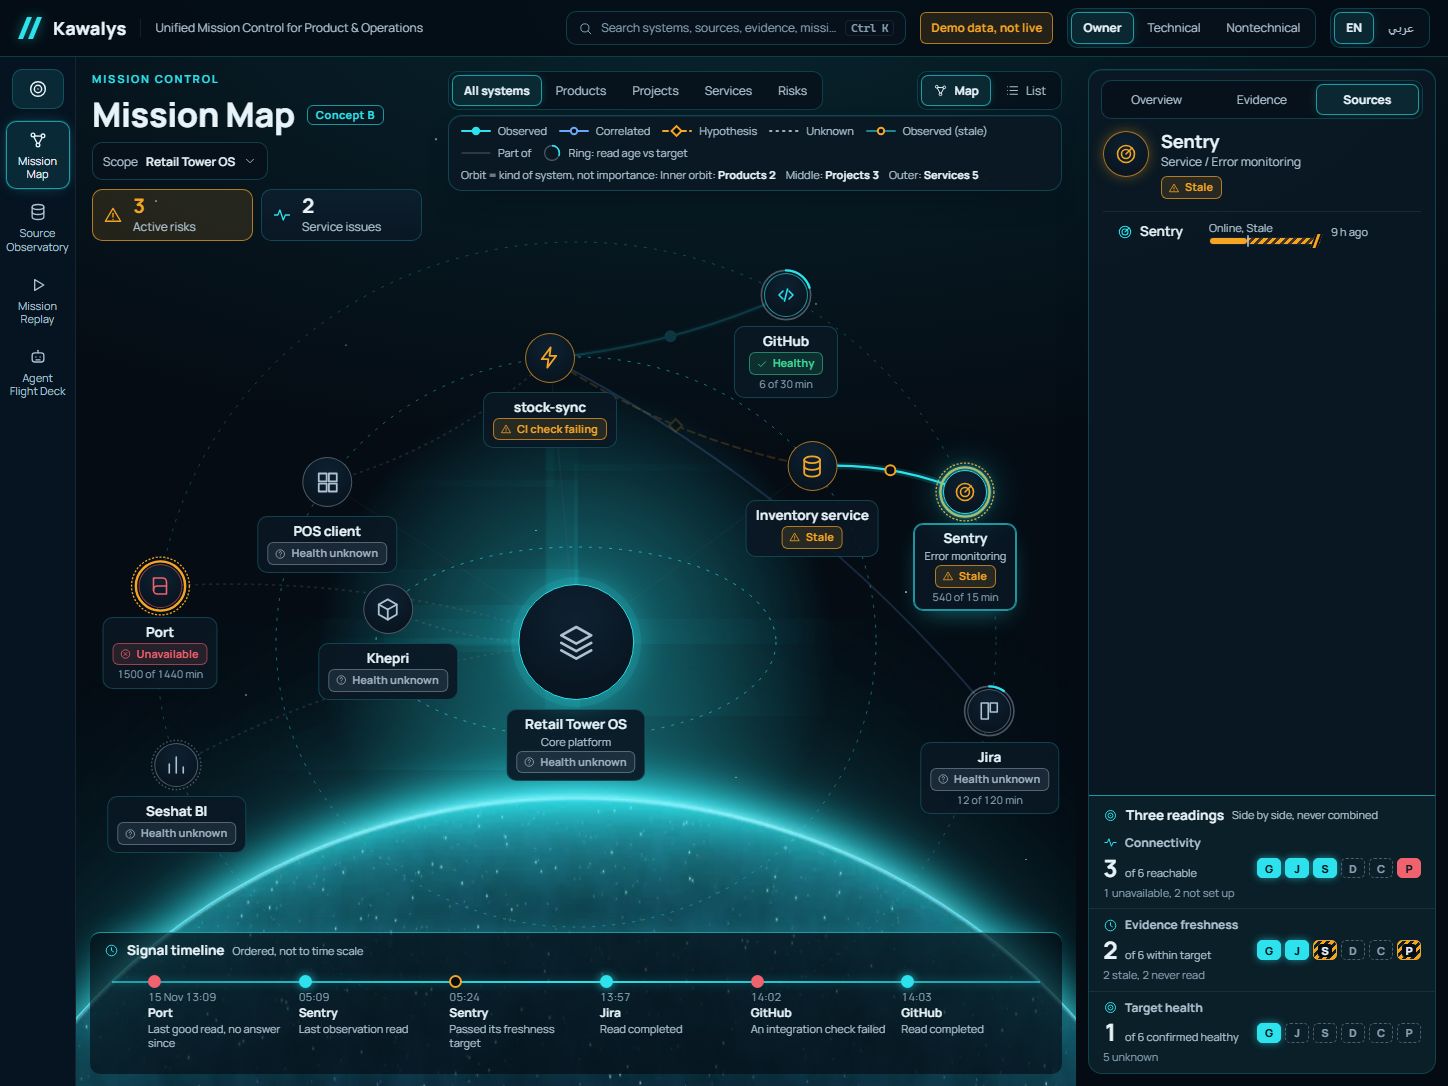 Kawalys
Unified Mission Control for Product & Operations
Search systems, sources, evidence, missi... Ctrl K
Demo data, not live
Owner Technical Nontechnical
EN عربي
Mission
Map
Source
Observatory
Mission
Replay
Agent
Flight Deck
MISSION CONTROL
Mission Map Concept B
Scope Retail Tower OS
3
Active risks
2
Service issues
All systems Products Projects Services Risks
Map List
Observed Correlated Hypothesis Unknown Observed (stale)
Part of Ring: read age vs target
Orbit = kind of system, not importance: Inner orbit: Products 2 Middle: Projects 3 Outer: Services 5
GitHub
Healthy
6 of 30 min
stock-sync
CI check failing
POS client
Health unknown
Inventory service
Stale
Sentry
Error monitoring
Stale
540 of 15 min
Port
Unavailable
1500 of 1440 min
Khepri
Health unknown
Retail Tower OS
Core platform
Health unknown
Jira
Health unknown
12 of 120 min
Seshat BI
Health unknown
Signal timeline Ordered, not to time scale
15 Nov 13:09
Port
Last good read, no answer
since
05:09
Sentry
Last observation read
05:24
Sentry
Passed its freshness
target
13:57
Jira
Read completed
14:02
GitHub
An integration check failed
14:03
GitHub
Read completed
Overview Evidence Sources
Sentry
Service / Error monitoring
Stale
Sentry Online, Stale 9 h ago
Three readings Side by side, never combined
Connectivity
3 of 6 reachable G J S D C P
1 unavailable, 2 not set up
Evidence freshness
2 of 6 within target G J S D C P
2 stale, 2 never read
Target health
1 of 6 confirmed healthy G J S D C P
5 unknown